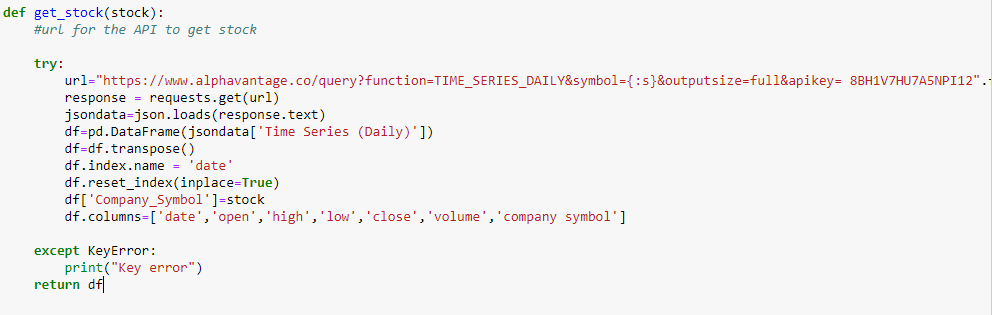 def get_stock(stock):
    #url for the API to get stock

    try:
        url="https://www.alphavantage.co/query?function=TIME_SERIES_DAILY&symbol={:s}&outputsize=full&apikey= 8BH1V7HU7A5NPI12".
        response = requests.get(url)
        jsondata=json.loads(response.text)
        df=pd.DataFrame(jsondata['Time Series (Daily)'])
        df=df.transpose()
        df.index.name = 'date'
        df.reset_index(inplace=True)
        df['Company_Symbol']=stock
        df.columns=['date','open','high','low','close','volume','company symbol']

    except KeyError:
        print("Key error")
    return df